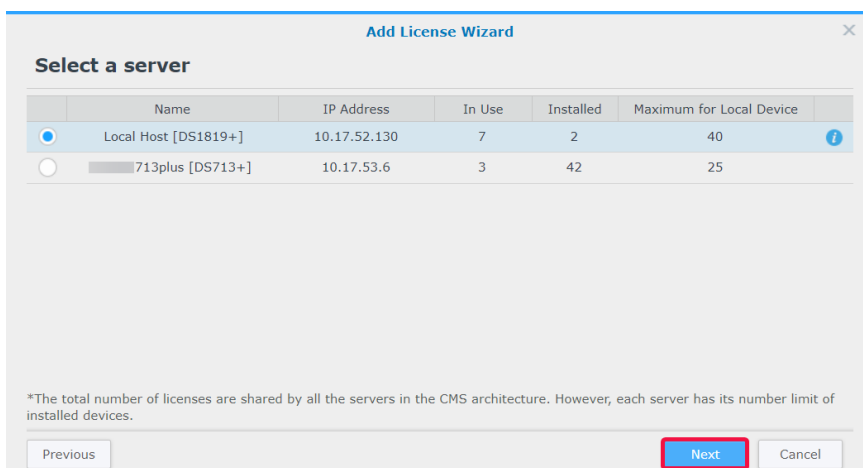 Add License Wizard
Select a server
Name IP Address In Use Installed Maximum for Local Device
Local Host [DS1819+] 10.17.52.130 7 2 40
713plus [DS713+] 10.17.53.6 3 42 25
*The total number of licenses are shared by all the servers in the CMS architecture. However, each server has its number limit of
installed devices.
Previous Next Cancel